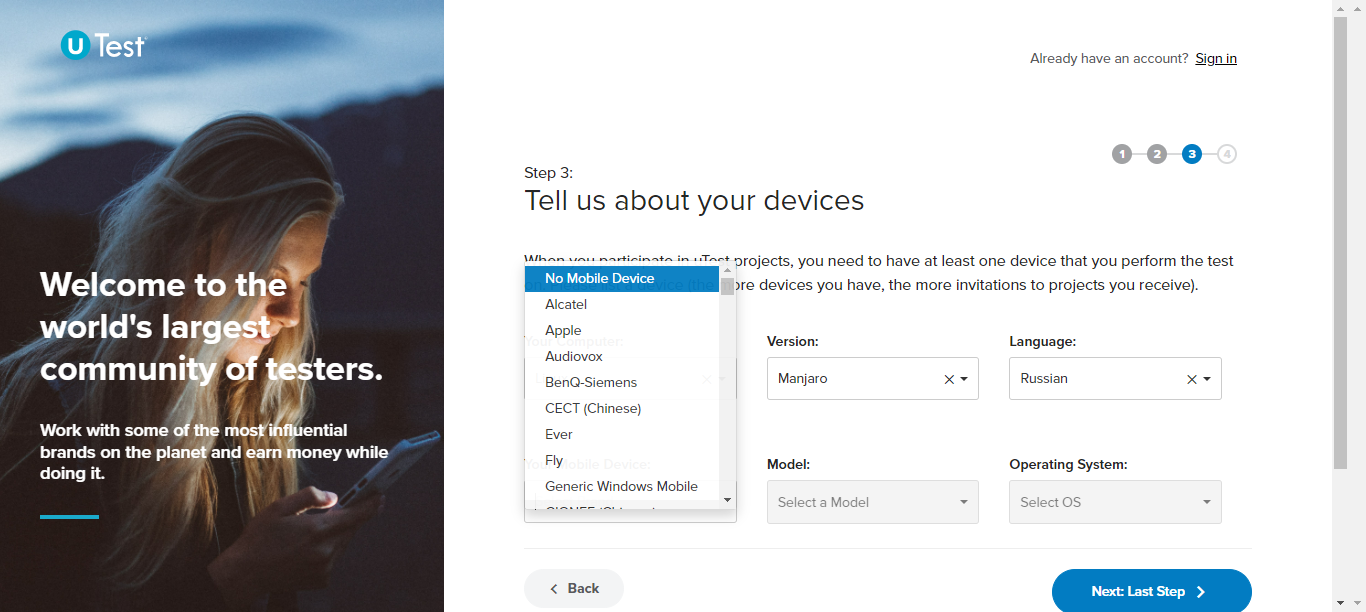 uTest
Already have an account? Sign in
1 2 3 4
Step 3:
Tell us about your devices
When you participate in uTest projects, you need to have at least one device that you perform the test
device (the more devices you have, the more invitations to projects you receive).
No Mobile Device
Alcatel
Apple
Audiovox
BenQ-Siemens
CECT (Chinese)
Ever
Fly
Generic Windows Mobile
Your Computer:
Version:
Language:
Manjaro
Russian
Your Mobile Device:
Model:
Operating System:
Select a Model
Select OS
Back
Next: Last Step
Welcome to the
world's largest
community of testers.
Work with some of the most influential
brands on the planet and earn money while
doing it.